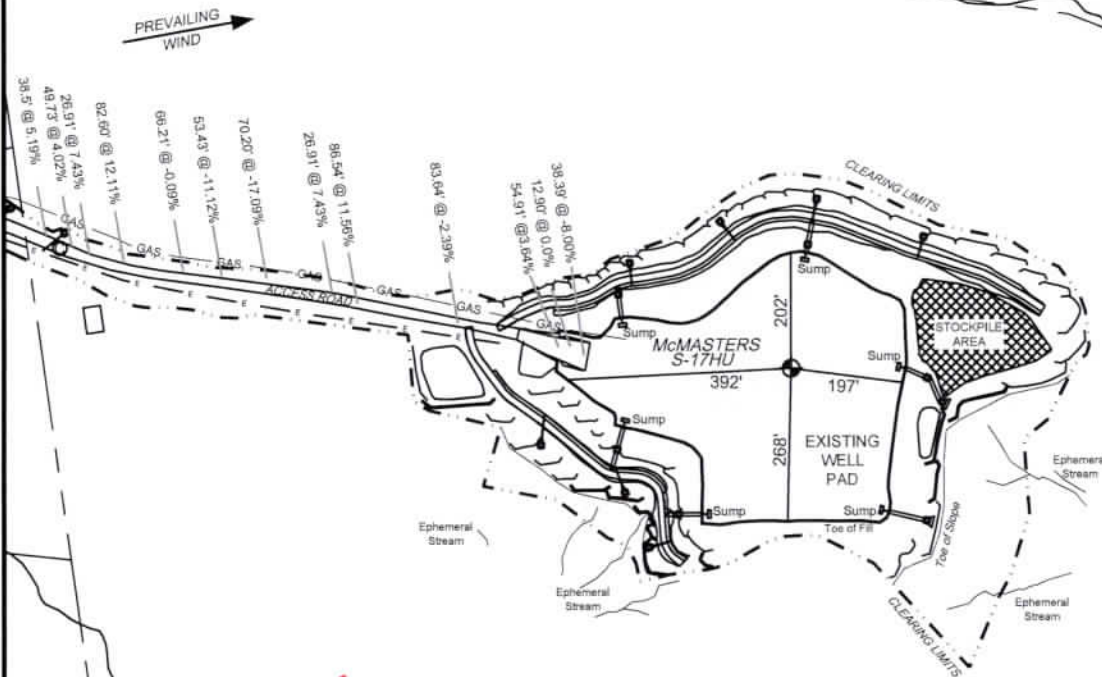 PREVAILING
WIND
38.5' @ 5.19%
49.73' @ 4.02%
26.91' @ 7.43%
82.60' @ 12.11%
66.21' @ -0.09%
53.43' @ -11.12%
70.20' @ -17.09%
26.91' @ 7.43%
86.54' @ 11.56%
83.64' @ -2.39%
54.91' @3.64%
12.90' @ 0.0%
38.39' @ -8.00%
CLEARING LIMITS
GAS
GAS
GAS
GAS
GAS
GAS
GAS
ACCESS ROAD
E
E
E
E
E
E
E
Sump
Sump
STOCKPILE
AREA
McMASTERS
S-17HU
202'
Sump
392'
197'
Sump
268'
EXISTING
WELL
PAD
Sump
Sump
Toe of Fill
Toe of Slope
Ephemeral
Stream
Ephemeral
Stream
Ephemera
Stream
Ephemeral
Stream
CLEARING LIMITS